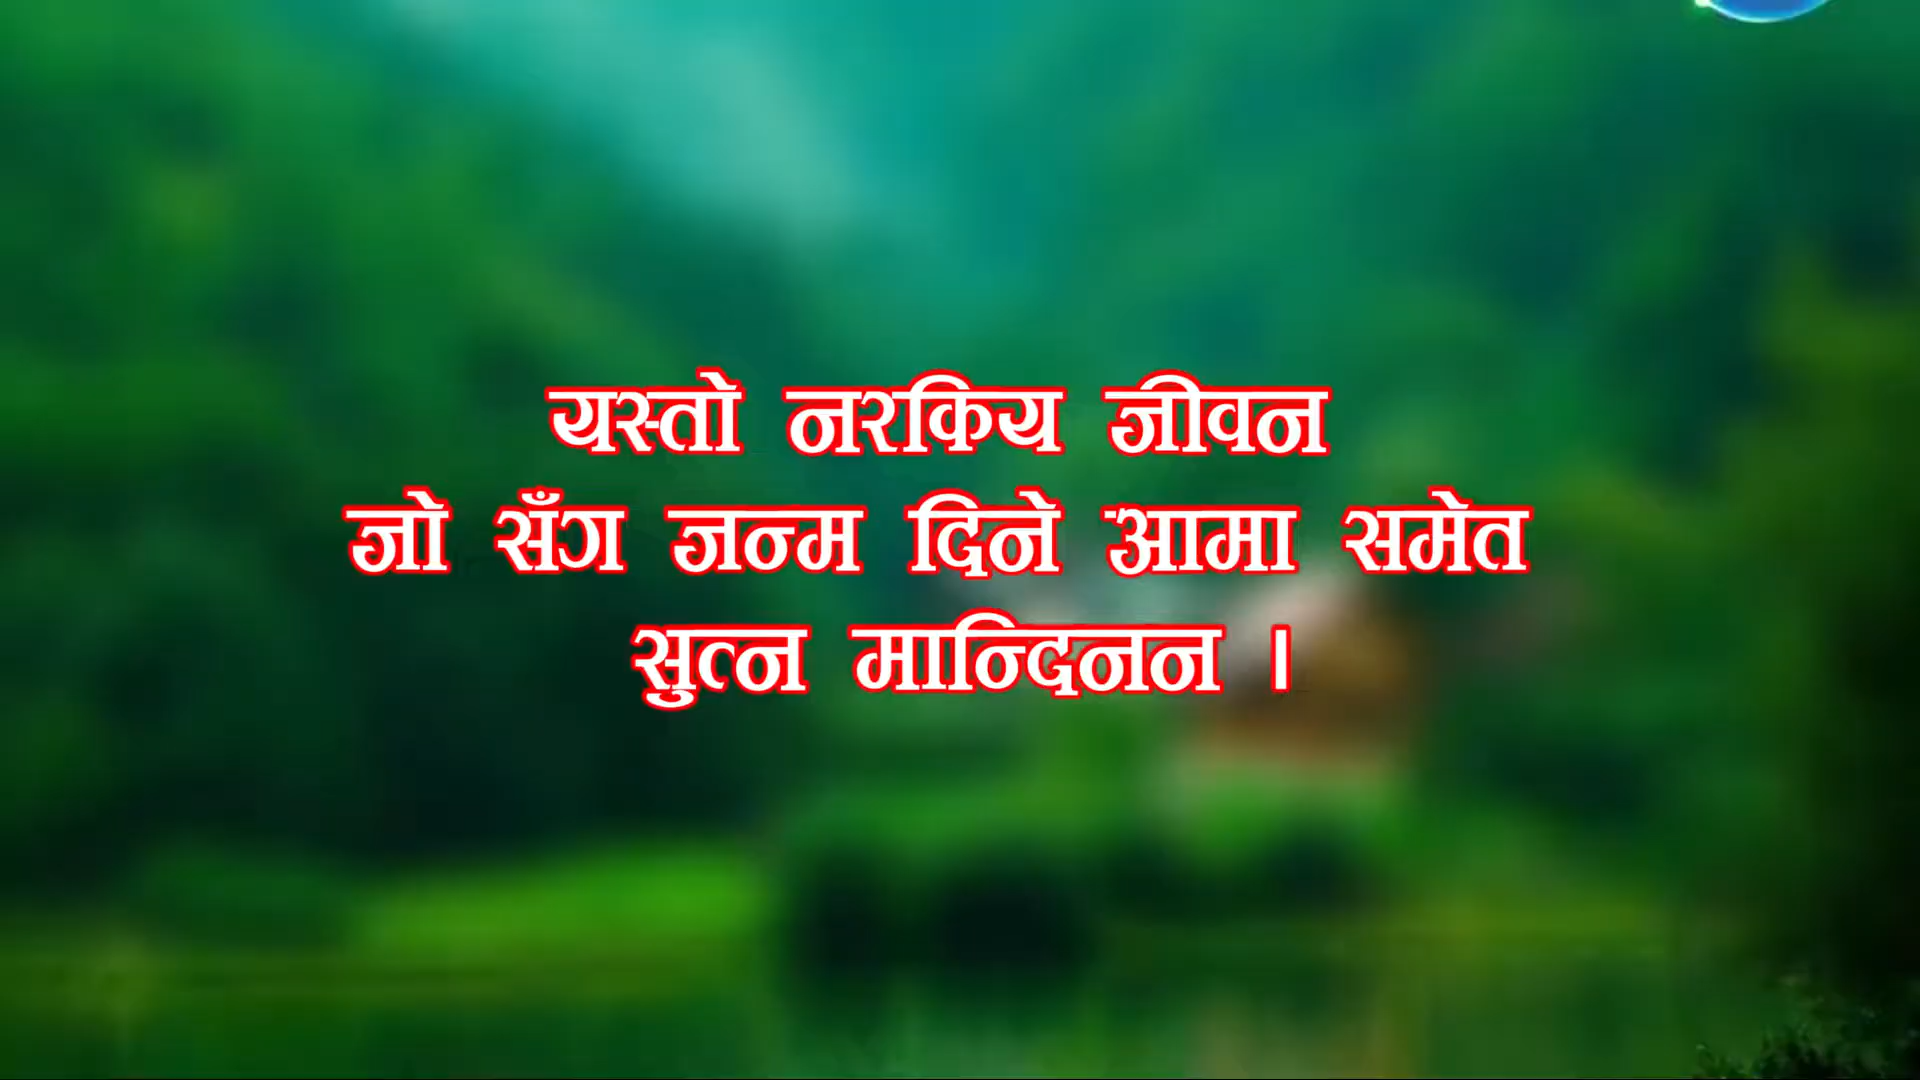 यस्तो नरकिय जीवन
जो सँग जन्म दिने आमा समेत
सुत्न मान्दिनन ।